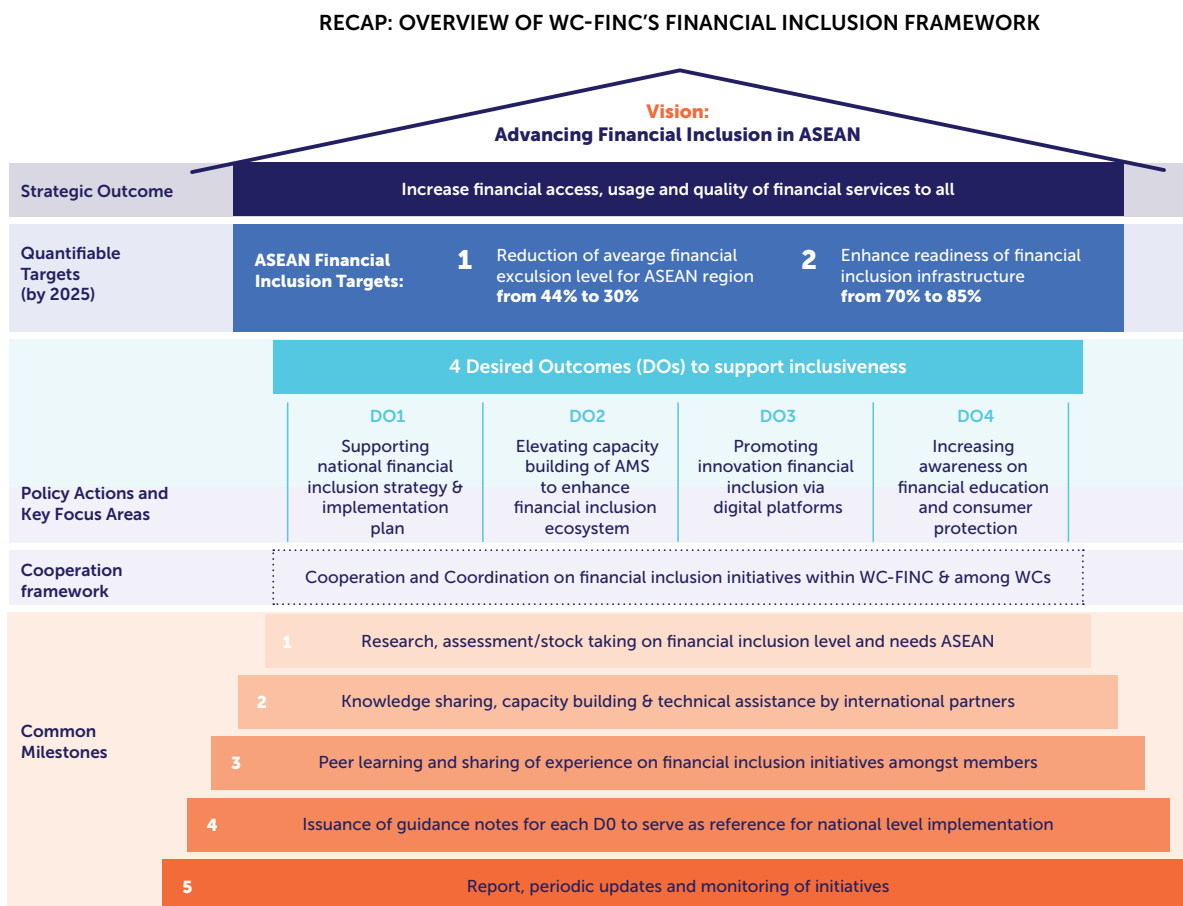 RECAP: OVERVIEW OF WC-FINC'S FINANCIAL INCLUSION FRAMEWORK
Vision:
Advancing Financial Inclusion in ASEAN
Strategic Outcome
Increase financial access, usage and quality of financial services to all
Quantifiable
Targets
(by 2025)
ASEAN Financial
Inclusion Targets:
1
Reduction of avearge financial
exculsion level for ASEAN region
from 44% to 30%
2
Enhance readiness of financial
inclusion infrastructure
from 70% to 85%
Policy Actions and
Key Focus Areas
4 Desired Outcomes (DOs) to support inclusiveness
DO1
Supporting
national financial
inclusion strategy &
implementation
plan
DO2
Elevating capacity
building of AMS
to enhance
financial inclusion
ecosystem
DO3
Promoting
innovation financial
inclusion via
digital platforms
DO4
Increasing
awareness on
financial education
and consumer
protection
Cooperation
framework
Cooperation and Coordination on financial inclusion initiatives within WC-FINC & among WCs
Common
Milestones
1 Research, assessment/stock taking on financial inclusion level and needs ASEAN
2 Knowledge sharing, capacity building & technical assistance by international partners
3 Peer learning and sharing of experience on financial inclusion initiatives amongst members
4 Issuance of guidance notes for each D0 to serve as reference for national level implementation
5 Report, periodic updates and monitoring of initiatives